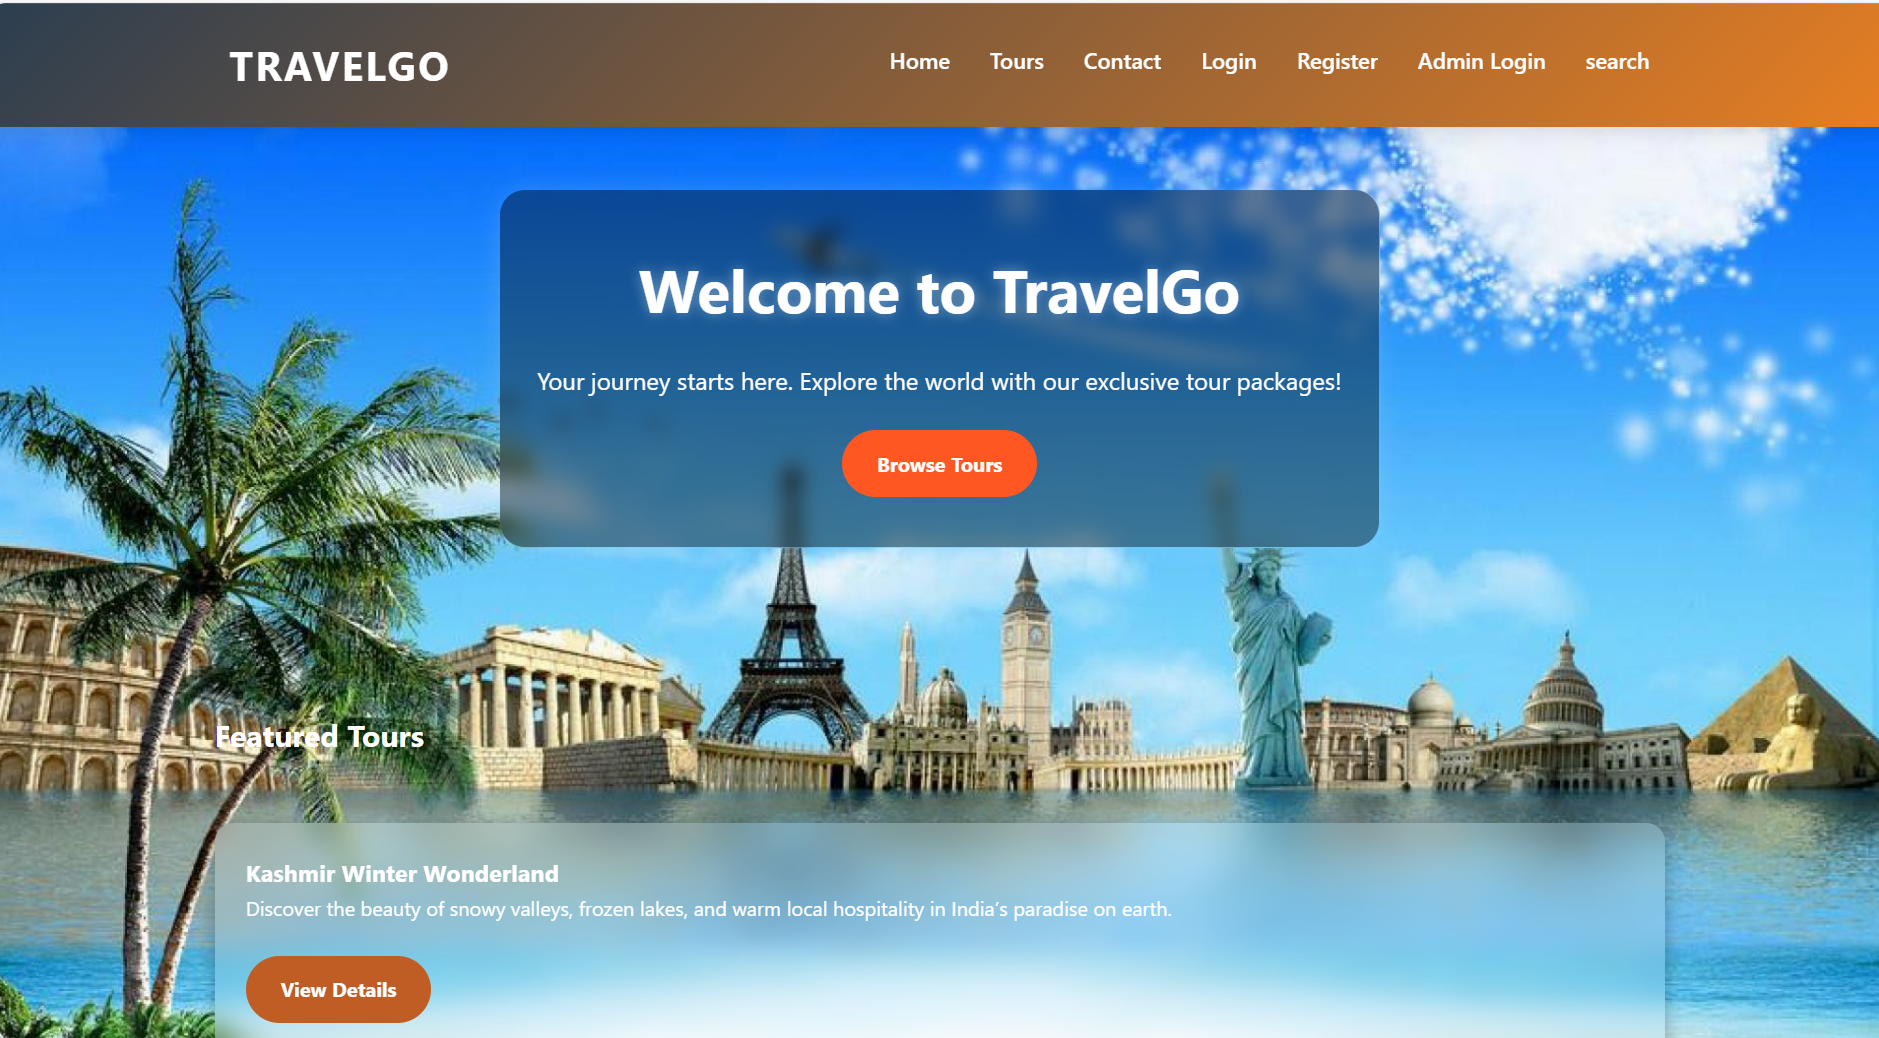 TRAVELGO
Home Tours Contact Login Register Admin Login search
Welcome to TravelGo
Your journey starts here. Explore the world with our exclusive tour packages!
Browse Tours
Featured Tours
Kashmir Winter Wonderland
Discover the beauty of snowy valleys, frozen lakes, and warm local hospitality in India’s paradise on earth.
View Details